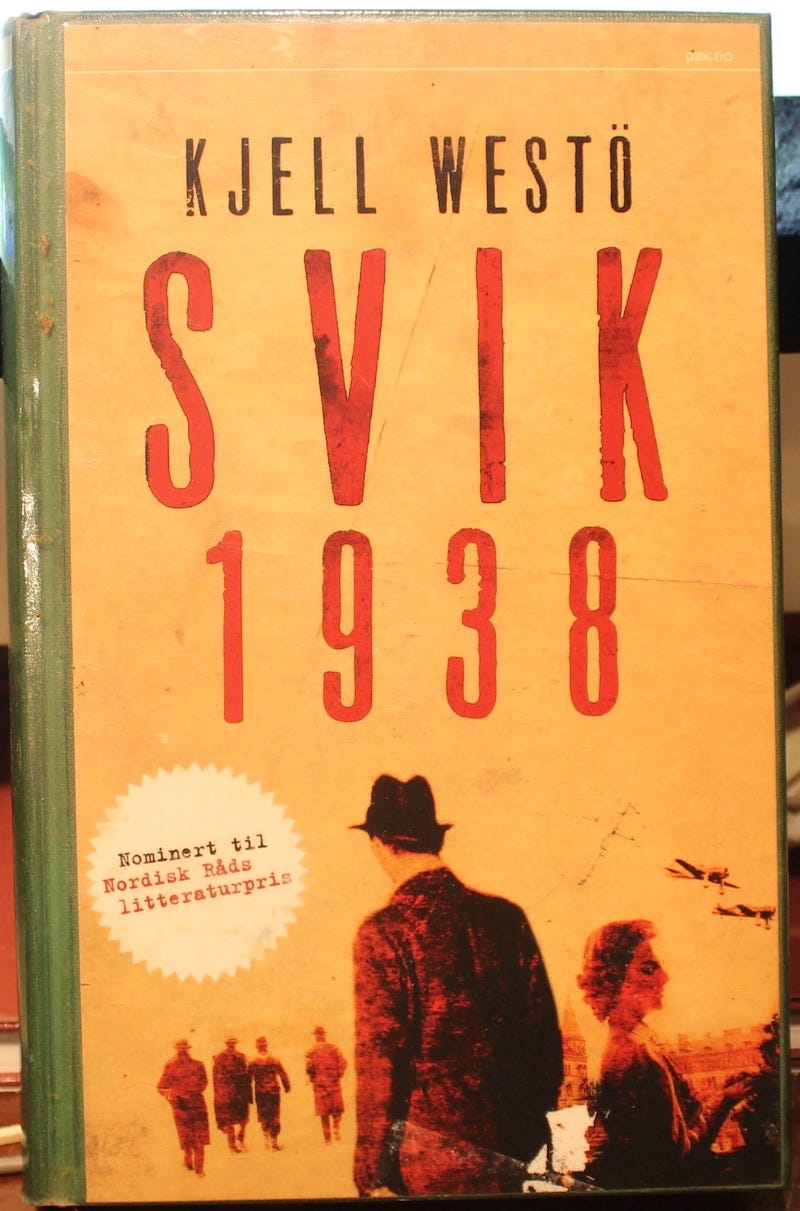 pax.no
KJELL WESTÖ
SVIK
1938
Nominert til
Nordisk Råds
litteraturpris